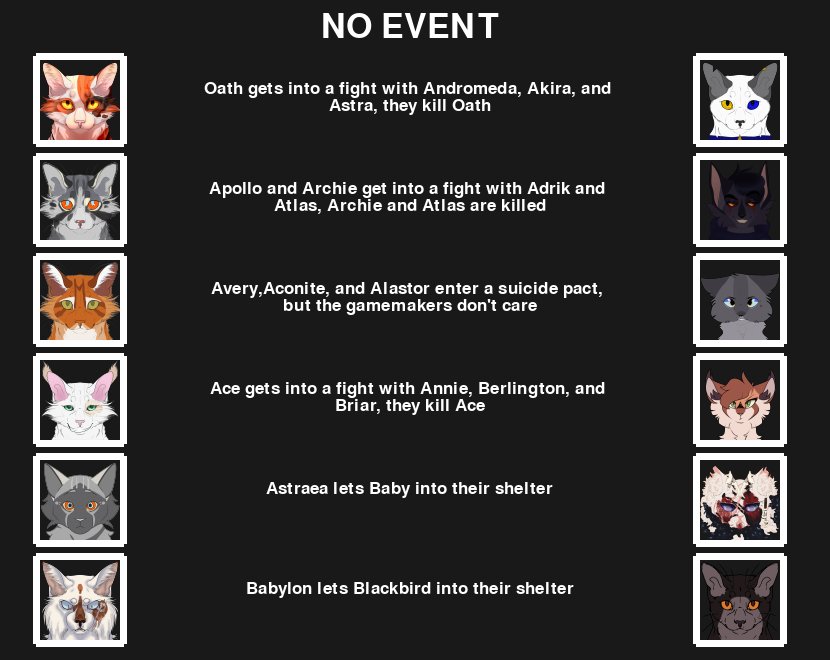 NO EVENT
Oath gets into a fight with Andromeda, Akira, and
Astra, they kill Oath
Apollo and Archie get into a fight with Adrik and
Atlas, Archie and Atlas are killed
Avery,Aconite, and Alastor enter a suicide pact,
but the gamemakers don't care
Ace gets into a fight with Annie, Berlington, and
Briar, they kill Ace
Astraea lets Baby into their shelter
Babylon lets Blackbird into their shelter